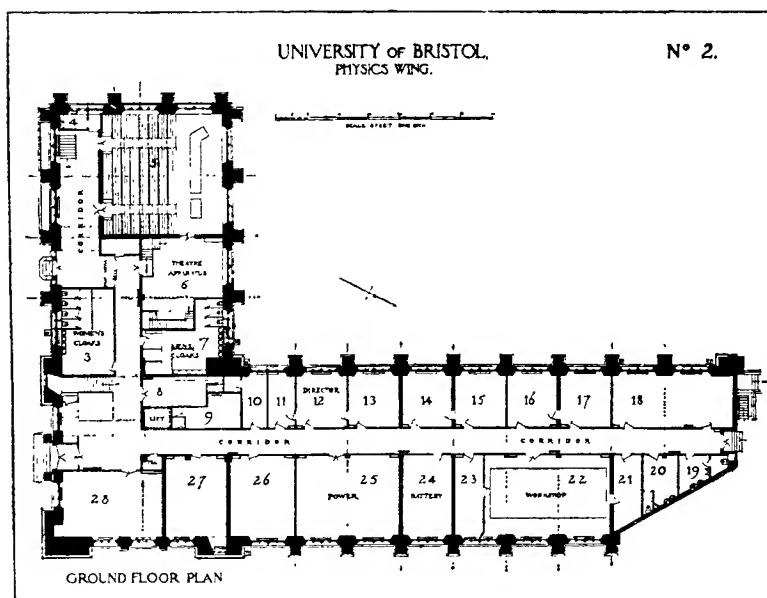 UNIVERSITY OF BRISTOL,
PHYSICS WING.
Nº 2.
4
5
CORRIDOR
THEATRE
APPARATUS
6
WOMEN'S
CLOAKS
3
7
MEN'S
CLOAKS
8
9
LIFT
10
11
DIRECTOR
12
13
14
15
16
17
18
CORRIDOR
CORRIDOR
28
27
26
25
POWER
24
BATTERY
23
22
WORKSHOP
21
20
19
GROUND FLOOR PLAN